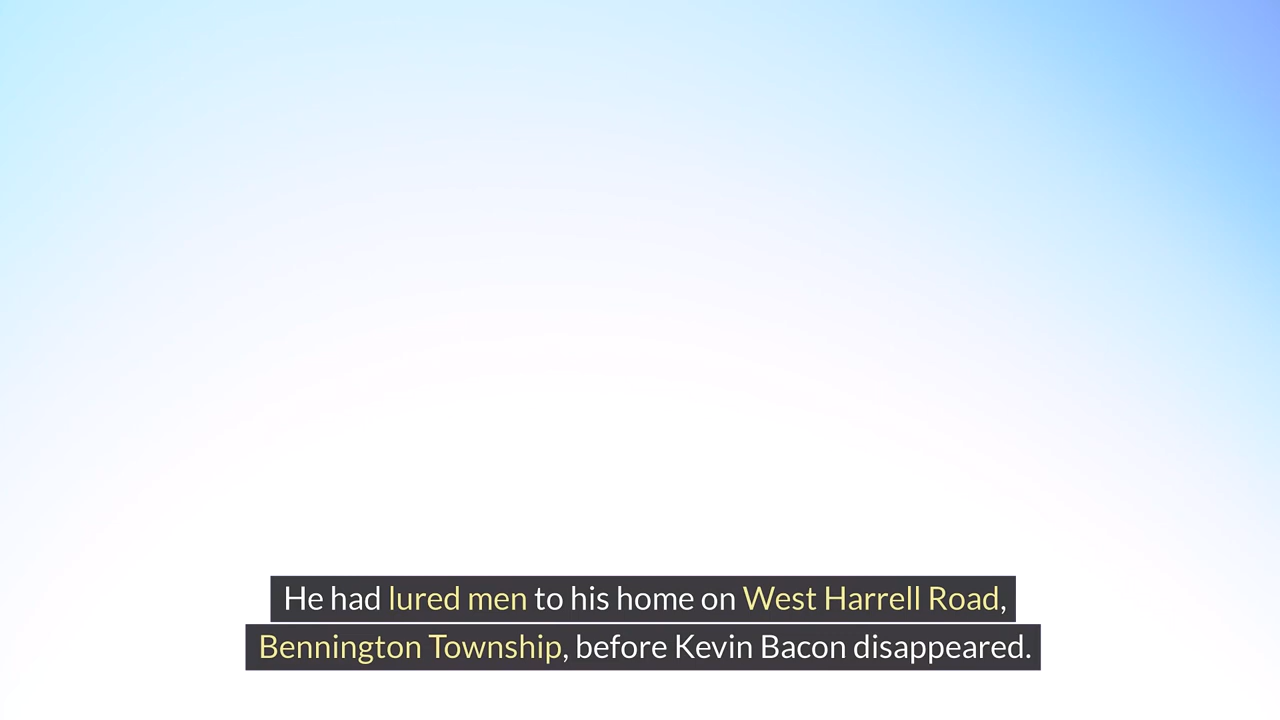 He had lured men to his home on West Harrell Road,
Bennington Township, before Kevin Bacon disappeared.